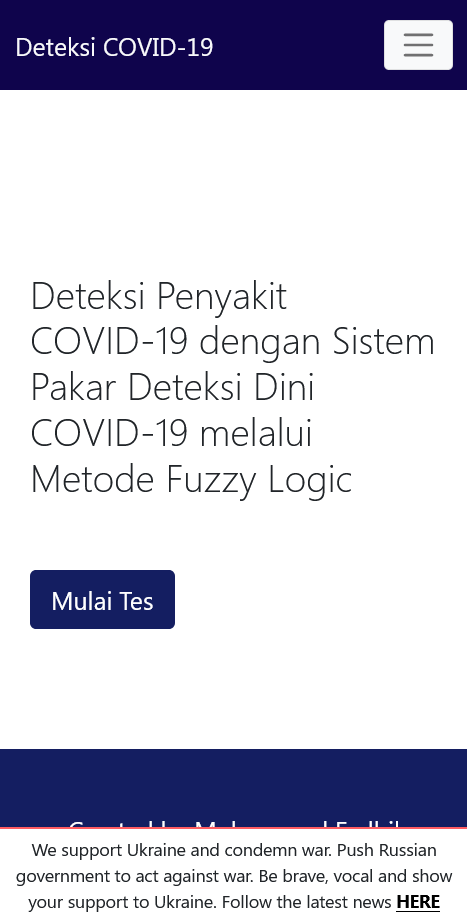 Deteksi COVID-19
Deteksi Penyakit
COVID-19 dengan Sistem
Pakar Deteksi Dini
COVID-19 melalui
Metode Fuzzy Logic
Mulai Tes
We support Ukraine and condemn war. Push Russian
government to act against war. Be brave, vocal and show
your support to Ukraine. Follow the latest news HERE